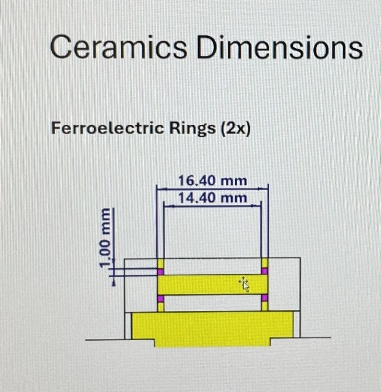 Ceramics Dimensions
Ferroelectric Rings (2x)
16.40 mm
14.40 mm
1.00 mm